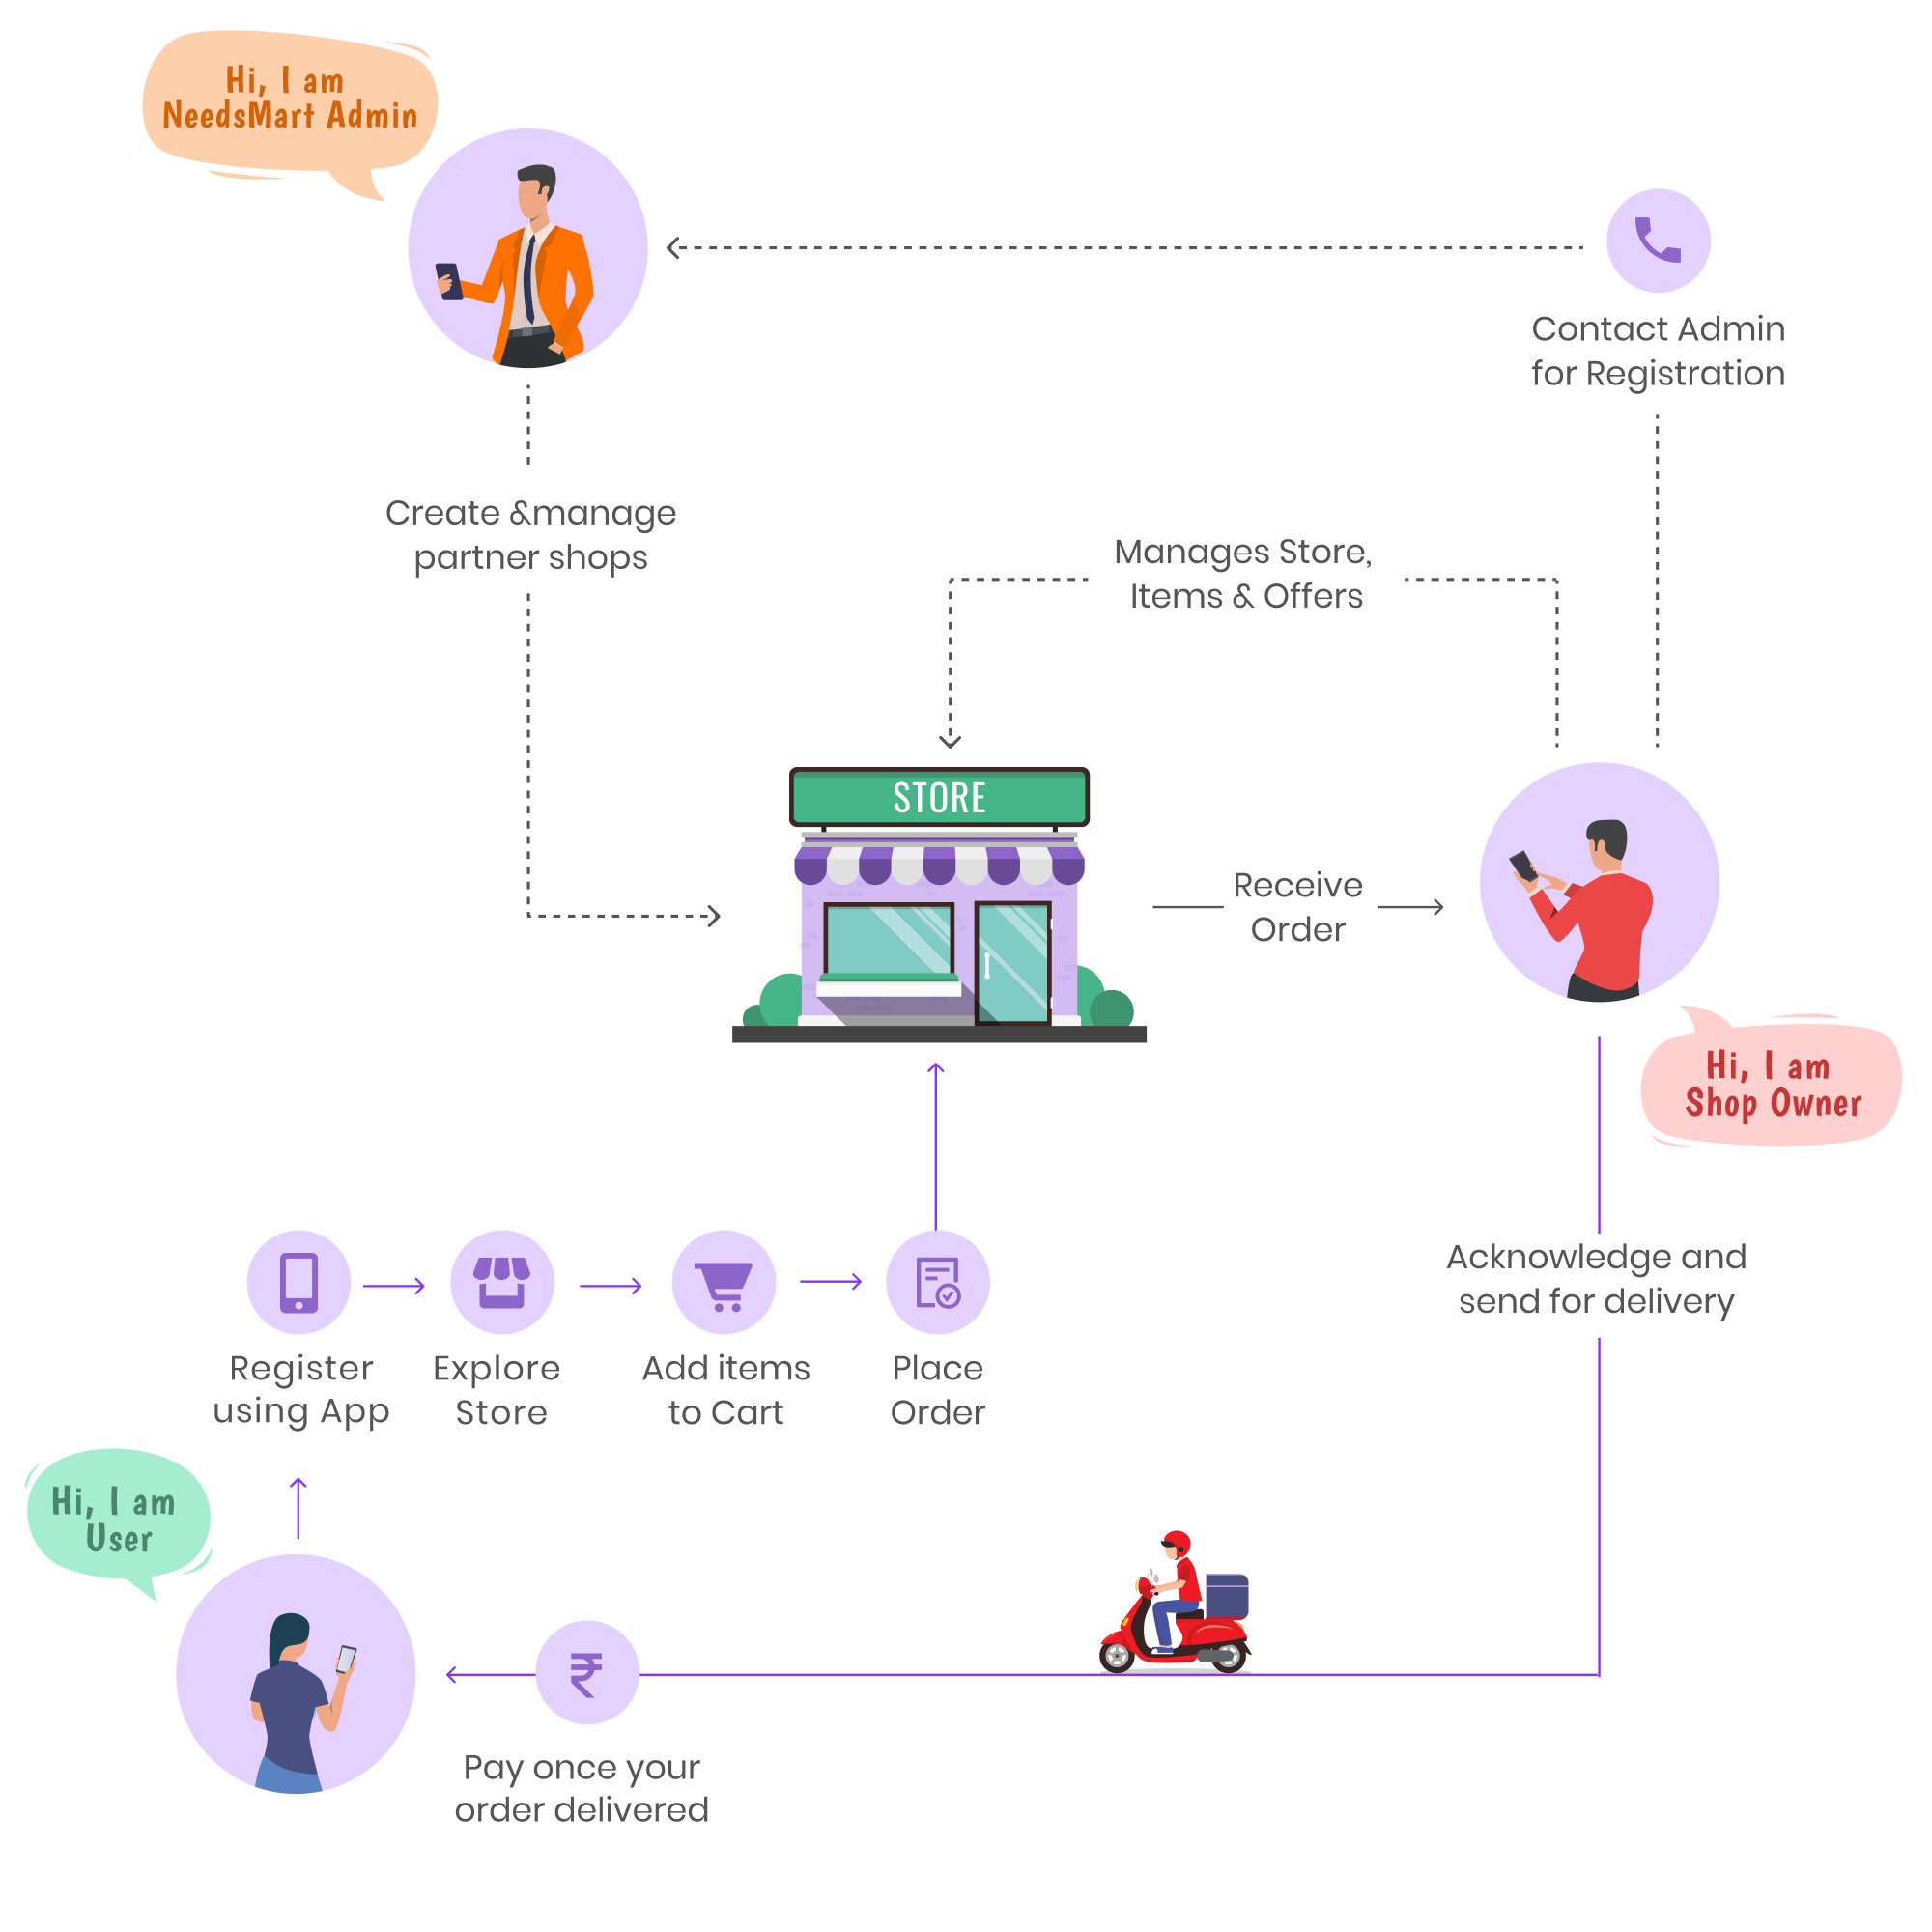 Hi, I am
NeedsMart Admin
Contact Admin
for Registration
Create &manage
partner shops
Manages Store,
Items & Offers
STORE
Receive
Order
Hi, I am
Shop Owner
Acknowledge and
send for delivery
Register
using App
Explore
Store
Add items
to Cart
Place
Order
Hi, I am
User
₹
Pay once your
order delivered